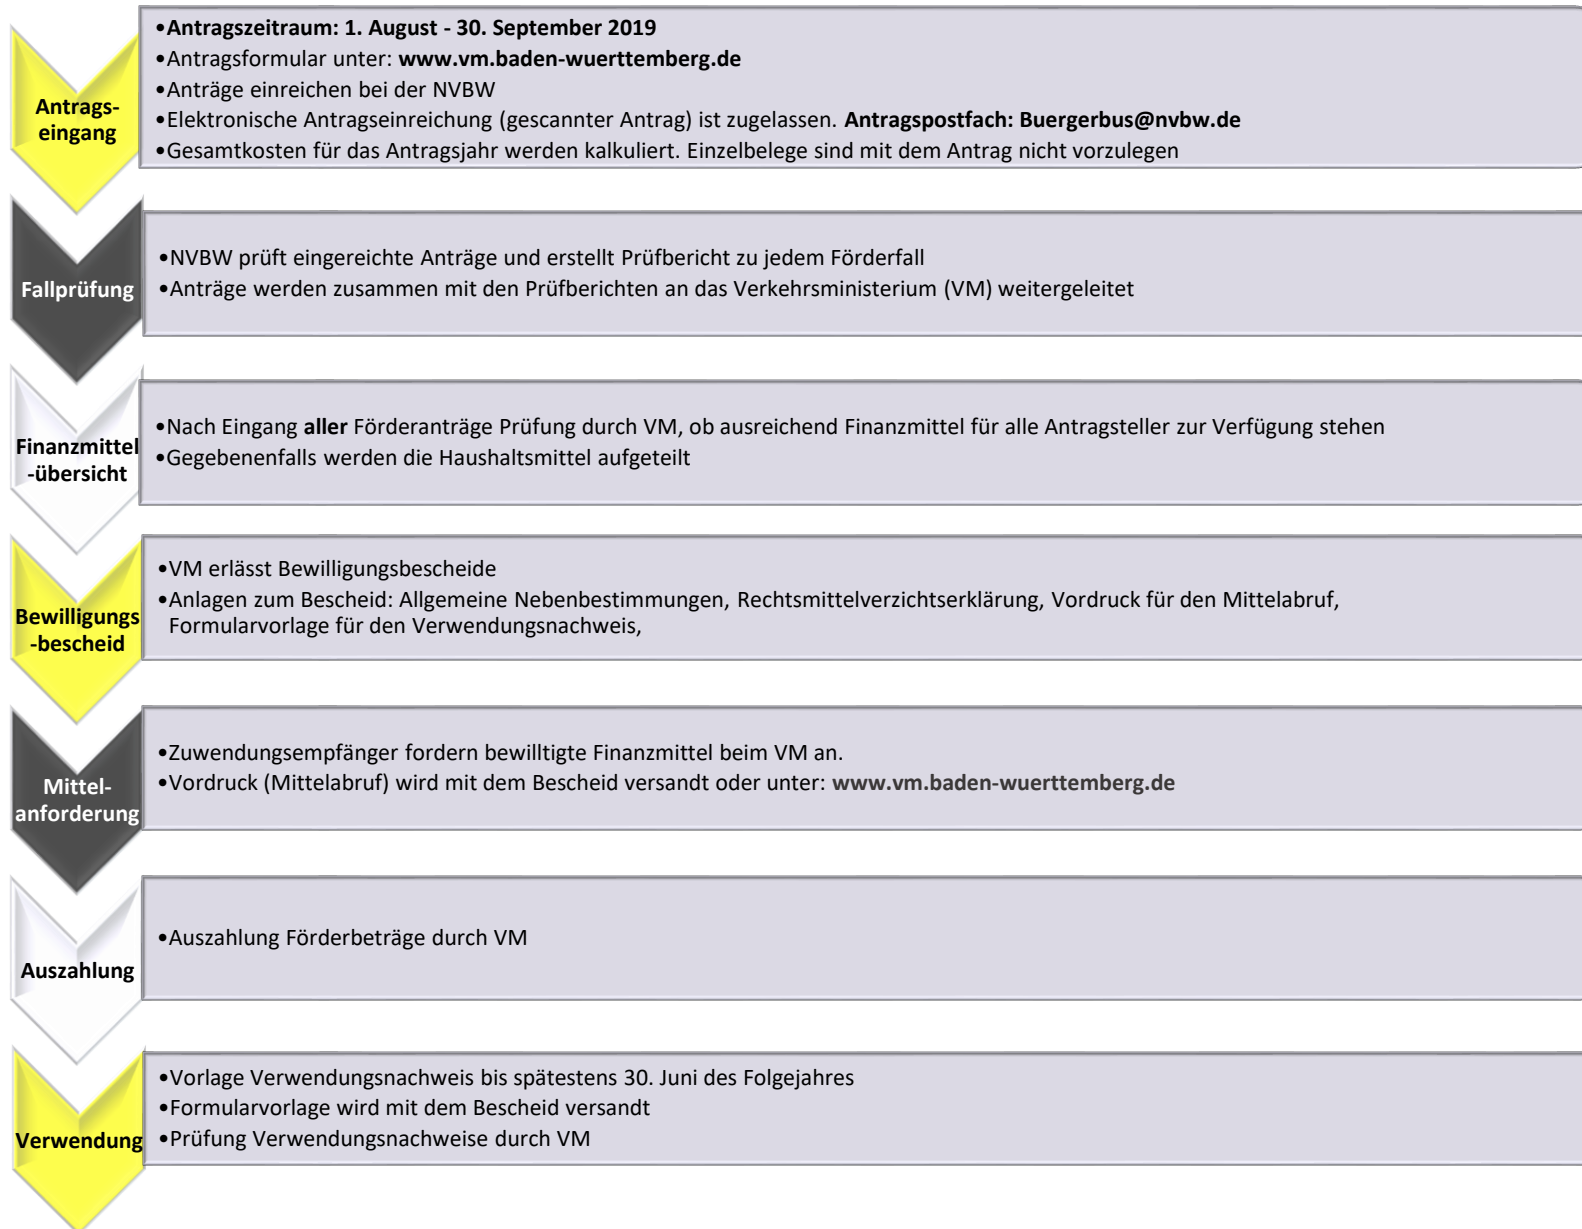 Antrags-
eingang
•Antragszeitraum: 1. August - 30. September 2019
•Antragsformular unter: www.vm.baden-wuerttemberg.de
•Anträge einreichen bei der NVBW
•Elektronische Antragseinreichung (gescannter Antrag) ist zugelassen. Antragspostfach: Buergerbus@nvbw.de
•Gesamtkosten für das Antragsjahr werden kalkuliert. Einzelbelege sind mit dem Antrag nicht vorzulegen
Fallprüfung
•NVBW prüft eingereichte Anträge und erstellt Prüfbericht zu jedem Förderfall
•Anträge werden zusammen mit den Prüfberichten an das Verkehrsministerium (VM) weitergeleitet
Finanzmittel
-übersicht
•Nach Eingang aller Förderanträge Prüfung durch VM, ob ausreichend Finanzmittel für alle Antragsteller zur Verfügung stehen
•Gegebenenfalls werden die Haushaltsmittel aufgeteilt
Bewilligungs
-bescheid
•VM erlässt Bewilligungsbescheide
•Anlagen zum Bescheid: Allgemeine Nebenbestimmungen, Rechtsmittelverzichtserklärung, Vordruck für den Mittelabruf,
Formularvorlage für den Verwendungsnachweis,
Mittel-
anforderung
•Zuwendungsempfänger fordern bewilltigte Finanzmittel beim VM an.
•Vordruck (Mittelabruf) wird mit dem Bescheid versandt oder unter: www.vm.baden-wuerttemberg.de
Auszahlung
•Auszahlung Förderbeträge durch VM
Verwendung
•Vorlage Verwendungsnachweis bis spätestens 30. Juni des Folgejahres
•Formularvorlage wird mit dem Bescheid versandt
•Prüfung Verwendungsnachweise durch VM